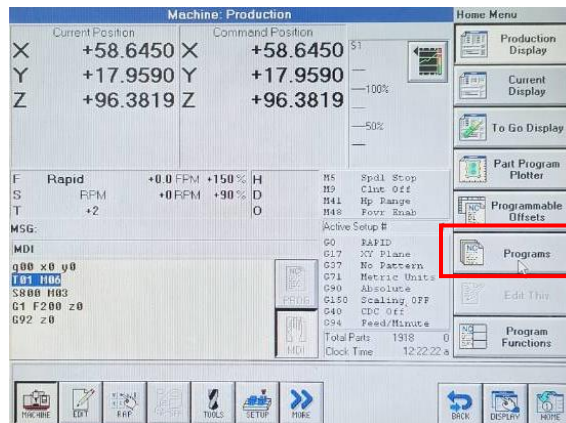 Machine: Production
Home Menu
Current Position
Command Position
X +58.6450 X +58.6450
Y +17.9590 Y +17.9590
Z +96.3819 Z +96.3819
S1
—100%
—50%
F Rapid +0.0 FPM +150 % H
S RPM +0 RPM +90 % D
T +2 O
MSG:
MDI
g00 x0 y0
T01 M06
S800 M03
G1 F200 z0
G92 z0
PROG
MDI
M5 Spdl Stop
M9 Clnt Off
M41 Hp Range
M48 Fovr Enab
Active Setup #
G0 RAPID
G17 XY Plane
G37 No Pattern
G71 Metric Units
G90 Absolute
G150 Scaling OFF
G40 CDC Off
G94 Feed/Minute
Total Parts 1918 0
Clock Time 12:22:22 a
Production
Display
Current
Display
To Go Display
Part Program
Plotter
Programmable
Offsets
Programs
Edit This
Program
Functions
MACHINE
EDIT
TOOLS
SETUP
MORE
BACK
DISPLAY
HOME